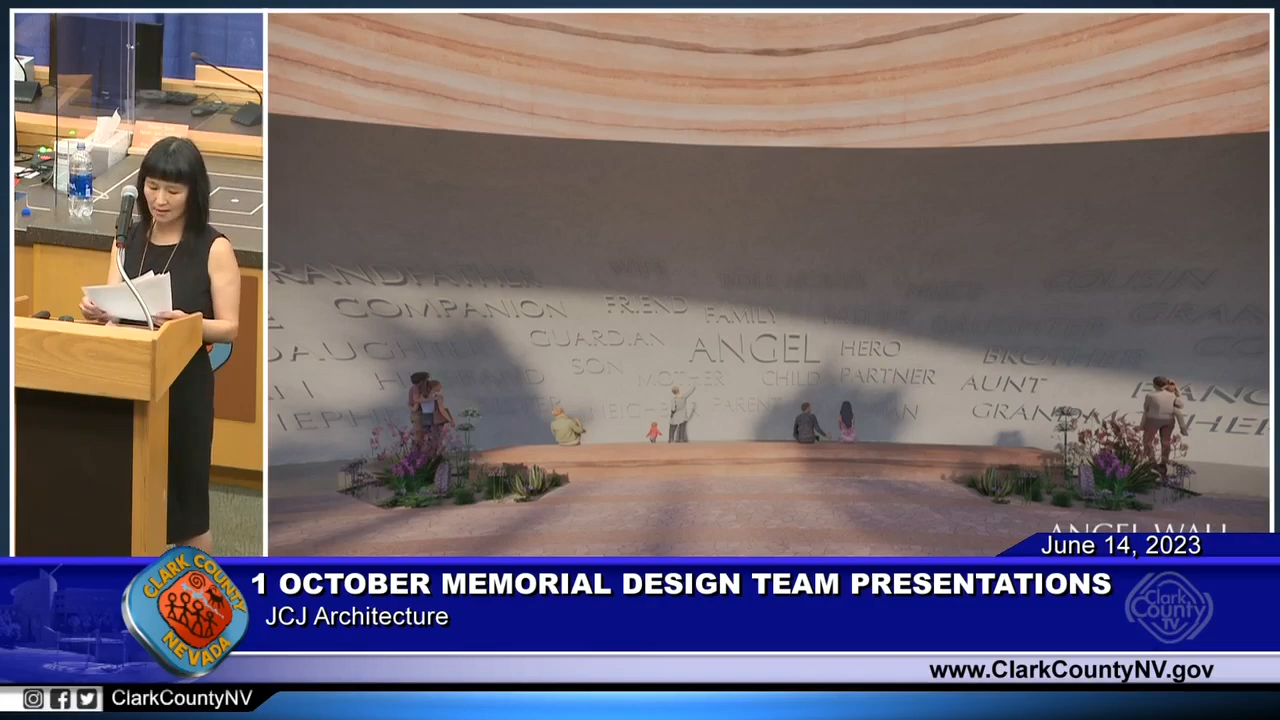 GRANDFATHER
COUSIN
COMPANION FRIEND FAMILY
DAUGHTER GUARDIAN ANGEL HERO BROTHER
HUSBAND SON MOTHER CHILD PARTNER AUNT
PARENT GRANDMOTHER
ANGEL WALL
June 14, 2023
1 OCTOBER MEMORIAL DESIGN TEAM PRESENTATIONS
JCJ Architecture
CLARK COUNTY
NEVADA
Clark
County
TV
www.ClarkCountyNV.gov
ClarkCountyNV